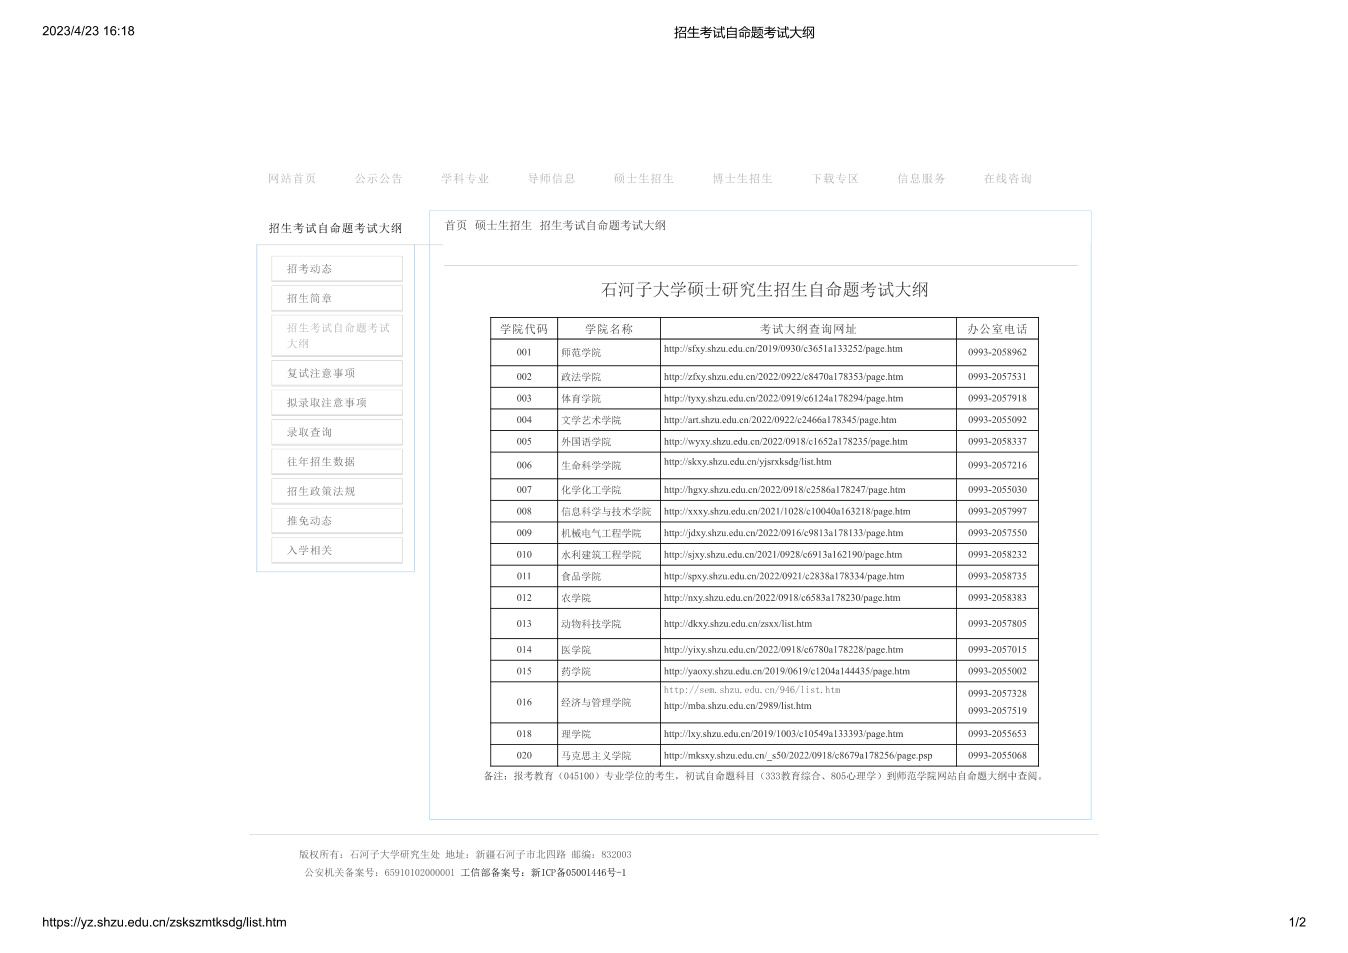 2023/4/23 16:18 招生考试自命题考试大纲
网站首页 公示公告 学科专业 导师信息 硕士生招生 博士生招生 下载专区 信息服务 在线咨询
招生考试自命题考试大纲
招考动态
招生简章
招生考试自命题考试
大纲
复试注意事项
拟录取注意事项
录取查询
往年招生数据
招生政策法规
推免动态
入学相关
首页 硕士生招生 招生考试自命题考试大纲
石河子大学硕士研究生招生自命题考试大纲
学院代码 学院名称 考试大纲查询网址 办公室电话
001 师范学院 http://sfxy.shzu.edu.cn/2019/0930/c3651a133252/page.htm 0993-2058962
002 政法学院 http://zfxy.shzu.edu.cn/2022/0922/c8470a178353/page.htm 0993-2057531
003 体育学院 http://tyxy.shzu.edu.cn/2022/0919/c6124a178294/page.htm 0993-2057918
004 文学艺术学院 http://art.shzu.edu.cn/2022/0922/c2466a178345/page.htm 0993-2055092
005 外国语学院 http://wyxy.shzu.edu.cn/2022/0918/c1652a178235/page.htm 0993-2058337
006 生命科学学院 http://skxy.shzu.edu.cn/yjsrxksdg/list.htm 0993-2057216
007 化学化工学院 http://hgxy.shzu.edu.cn/2022/0918/c2586a178247/page.htm 0993-2055030
008 信息科学与技术学院 http://xxxy.shzu.edu.cn/2021/1028/c10040a163218/page.htm 0993-2057997
009 机械电气工程学院 http://jdxy.shzu.edu.cn/2022/0916/c9813a178133/page.htm 0993-2057550
010 水利建筑工程学院 http://sjxy.shzu.edu.cn/2021/0928/c6913a162190/page.htm 0993-2058232
011 食品学院 http://spxy.shzu.edu.cn/2022/0921/c2838a178334/page.htm 0993-2058735
012 农学院 http://nxy.shzu.edu.cn/2022/0918/c6583a178230/page.htm 0993-2058383
013 动物科技学院 http://dkxy.shzu.edu.cn/zsxx/list.htm 0993-2057805
014 医学院 http://yixy.shzu.edu.cn/2022/0918/c6780a178228/page.htm 0993-2057015
015 药学院 http://yaoxy.shzu.edu.cn/2019/0619/c1204a144435/page.htm 0993-2055002
016 经济与管理学院 http://sem.shzu.edu.cn/946/list.htm 0993-2057328
http://mba.shzu.edu.cn/2989/list.htm 0993-2057519
018 理学院 http://lxy.shzu.edu.cn/2019/1003/c10549a133393/page.htm 0993-2055653
020 马克思主义学院 http://mksxy.shzu.edu.cn/_s50/2022/0918/c8679a178256/page.psp 0993-2055068
备注：报考教育（045100）专业学位的考生，初试自命题科目（333教育综合、805心理学）到师范学院网站自命题大纲中查阅。
版权所有：石河子大学研究生处 地址：新疆石河子市北四路 邮编：832003
公安机关备案号：65910102000001 工信部备案号：新ICP备05001446号-1
https://yz.shzu.edu.cn/zskszmtksdg/list.htm 1/2